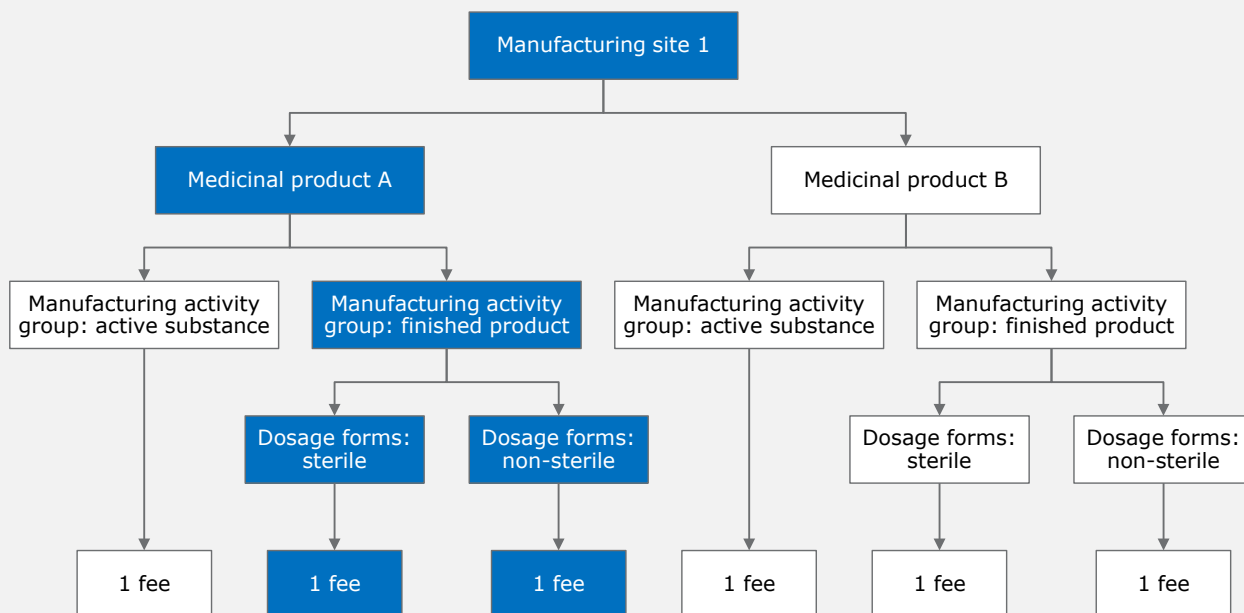 Manufacturing site 1
Medicinal product A
Medicinal product B
Manufacturing activity
group: active substance
Manufacturing activity
group: finished product
Manufacturing activity
group: active substance
Manufacturing activity
group: finished product
Dosage forms:
sterile
Dosage forms:
non-sterile
Dosage forms:
sterile
Dosage forms:
non-sterile
1 fee
1 fee
1 fee
1 fee
1 fee
1 fee